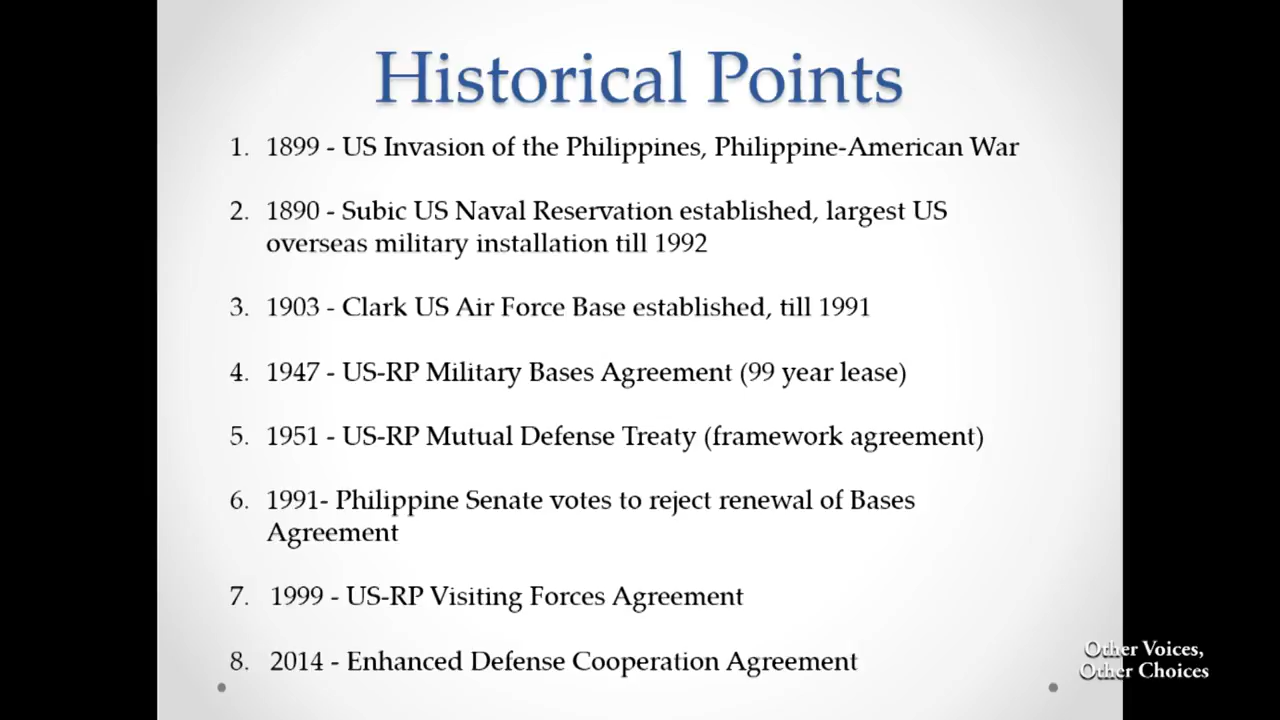 Historical Points
1. 1899 - US Invasion of the Philippines, Philippine-American War
2. 1890 - Subic US Naval Reservation established, largest US
overseas military installation till 1992
3. 1903 - Clark US Air Force Base established, till 1991
4. 1947 - US-RP Military Bases Agreement (99 year lease)
5. 1951 - US-RP Mutual Defense Treaty (framework agreement)
6. 1991- Philippine Senate votes to reject renewal of Bases
Agreement
7. 1999 - US-RP Visiting Forces Agreement
8. 2014 - Enhanced Defense Cooperation Agreement
Other Voices,
Other Choices